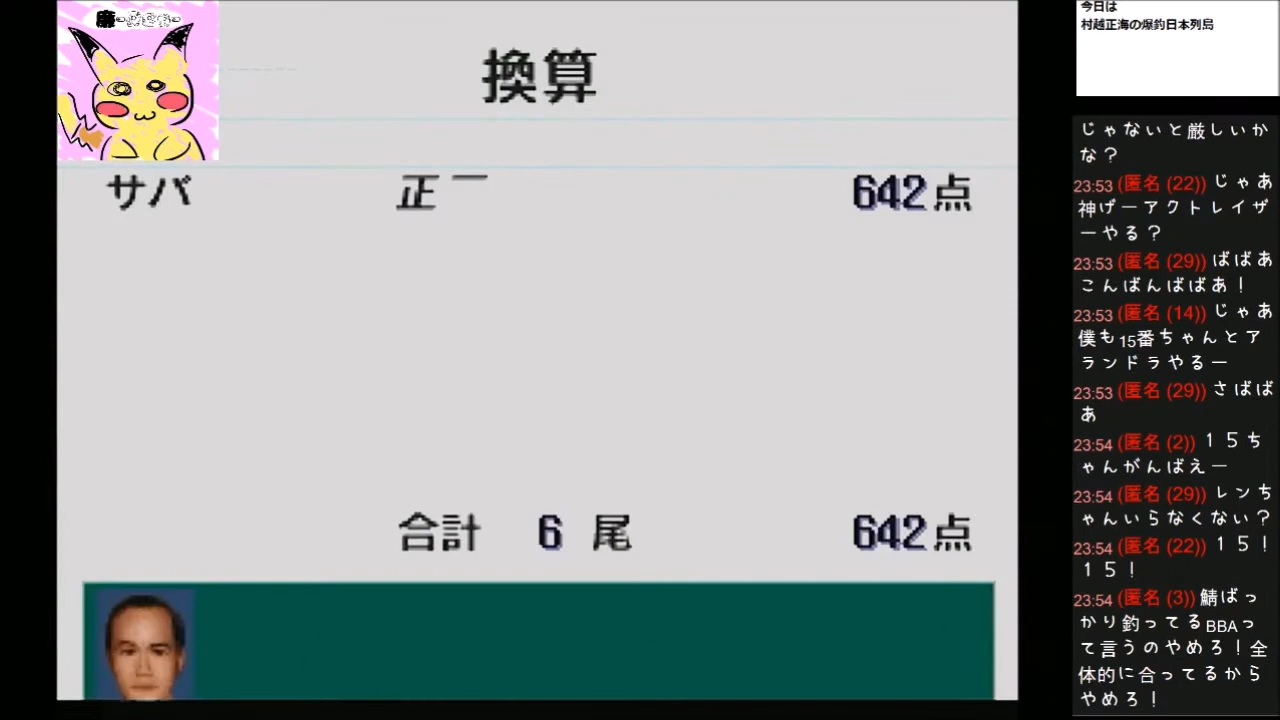 換算
サバ 正一 642点
合計 6 尾 642点
今日は
村越正海の爆釣日本列島
じゃないと厳しいか
な？
23:53 (匿名 (22)) じゃあ
神げーアクトレイザ
ーやる？
23:53 (匿名 (29)) ばばあ
こんばんばばあ！
23:53 (匿名 (14)) じゃあ
僕も15番ちゃんとア
ランドラやるー
23:53 (匿名 (29)) さばば
あ
23:54 (匿名 (2)) １５ち
ゃんがんばえー
23:54 (匿名 (29)) レンち
ゃんいらなくない？
23:54 (匿名 (22)) １５！
１５！
23:54 (匿名 (3)) 鯖ばっ
かり釣ってるBBAっ
て言うのやめろ！全
体的に合ってるから
やめろ！